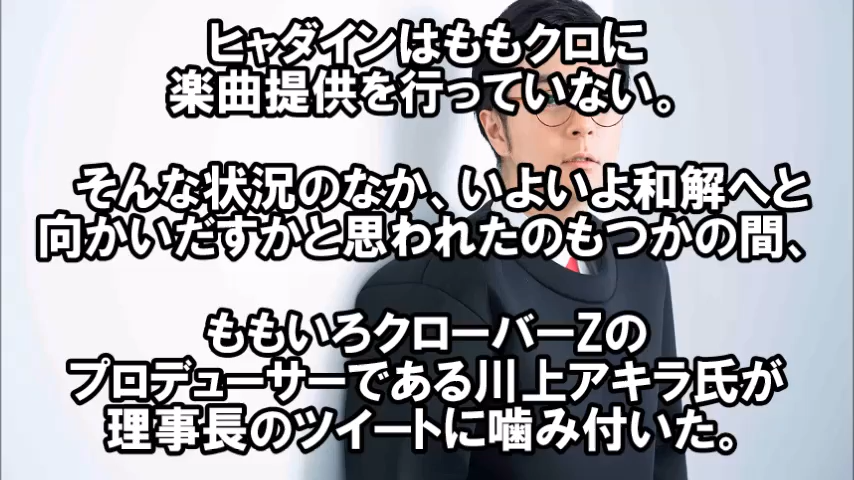 ヒャダインはももクロに
楽曲提供を行っていない。
そんな状況のなか、いよいよ和解へと
向かいだすかと思われたのもつかの間、
ももいろクローバーZの
プロデューサーである川上アキラ氏が
理事長のツイートに噛み付いた。